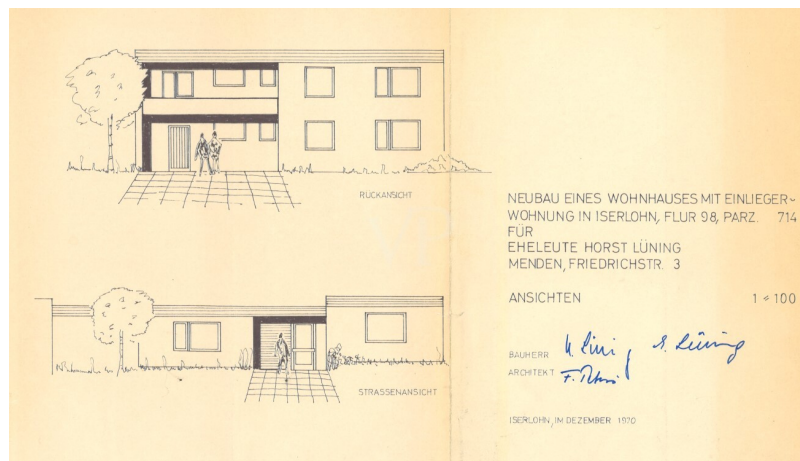 RÜCKANSICHT
STRASSENANSICHT
NEUBAU EINES WOHNHAUSES MIT EINLIEGER-
WOHNUNG IN ISERLOHN, FLUR 98, PARZ. 714
FÜR
EHELEUTE HORST LÜNING
MENDEN, FRIEDRICHSTR. 3
ANSICHTEN 1:100
BAUHERR
ARCHITEKT
ISERLOHN, IM DEZEMBER 1970